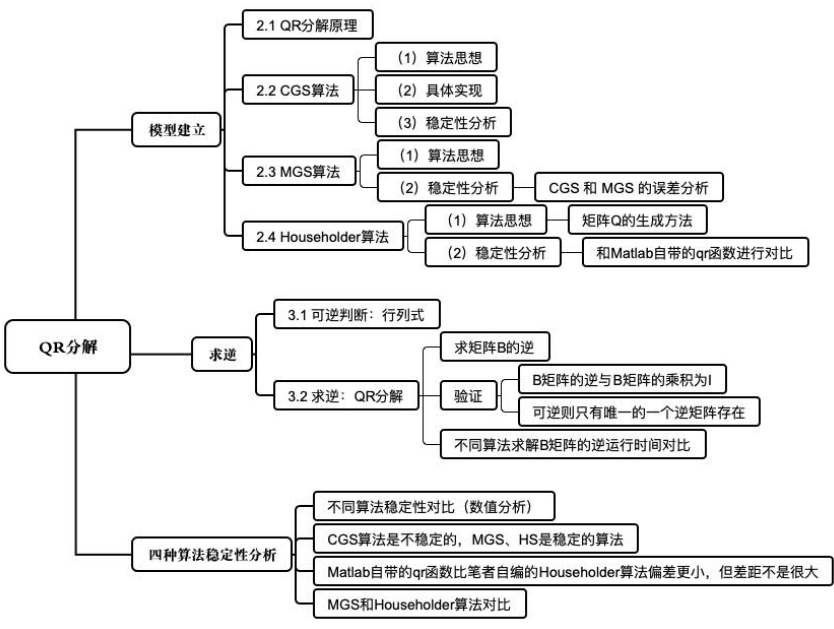 QR分解
模型建立
2.1 QR分解原理
2.2 CGS算法
（1）算法思想
（2）具体实现
（3）稳定性分析
2.3 MGS算法
（1）算法思想
（2）稳定性分析
CGS 和 MGS 的误差分析
2.4 Householder算法
（1）算法思想
矩阵Q的生成方法
（2）稳定性分析
和Matlab自带的qr函数进行对比
求逆
3.1 可逆判断：行列式
3.2 求逆：QR分解
求矩阵B的逆
验证
B矩阵的逆与B矩阵的乘积为I
可逆则只有唯一的一个逆矩阵存在
不同算法求解B矩阵的逆运行时间对比
四种算法稳定性分析
不同算法稳定性对比（数值分析）
CGS算法是不稳定的，MGS、HS是稳定的算法
Matlab自带的qr函数比笔者自编的Householder算法偏差更小，但差距不是很大
MGS和Householder算法对比